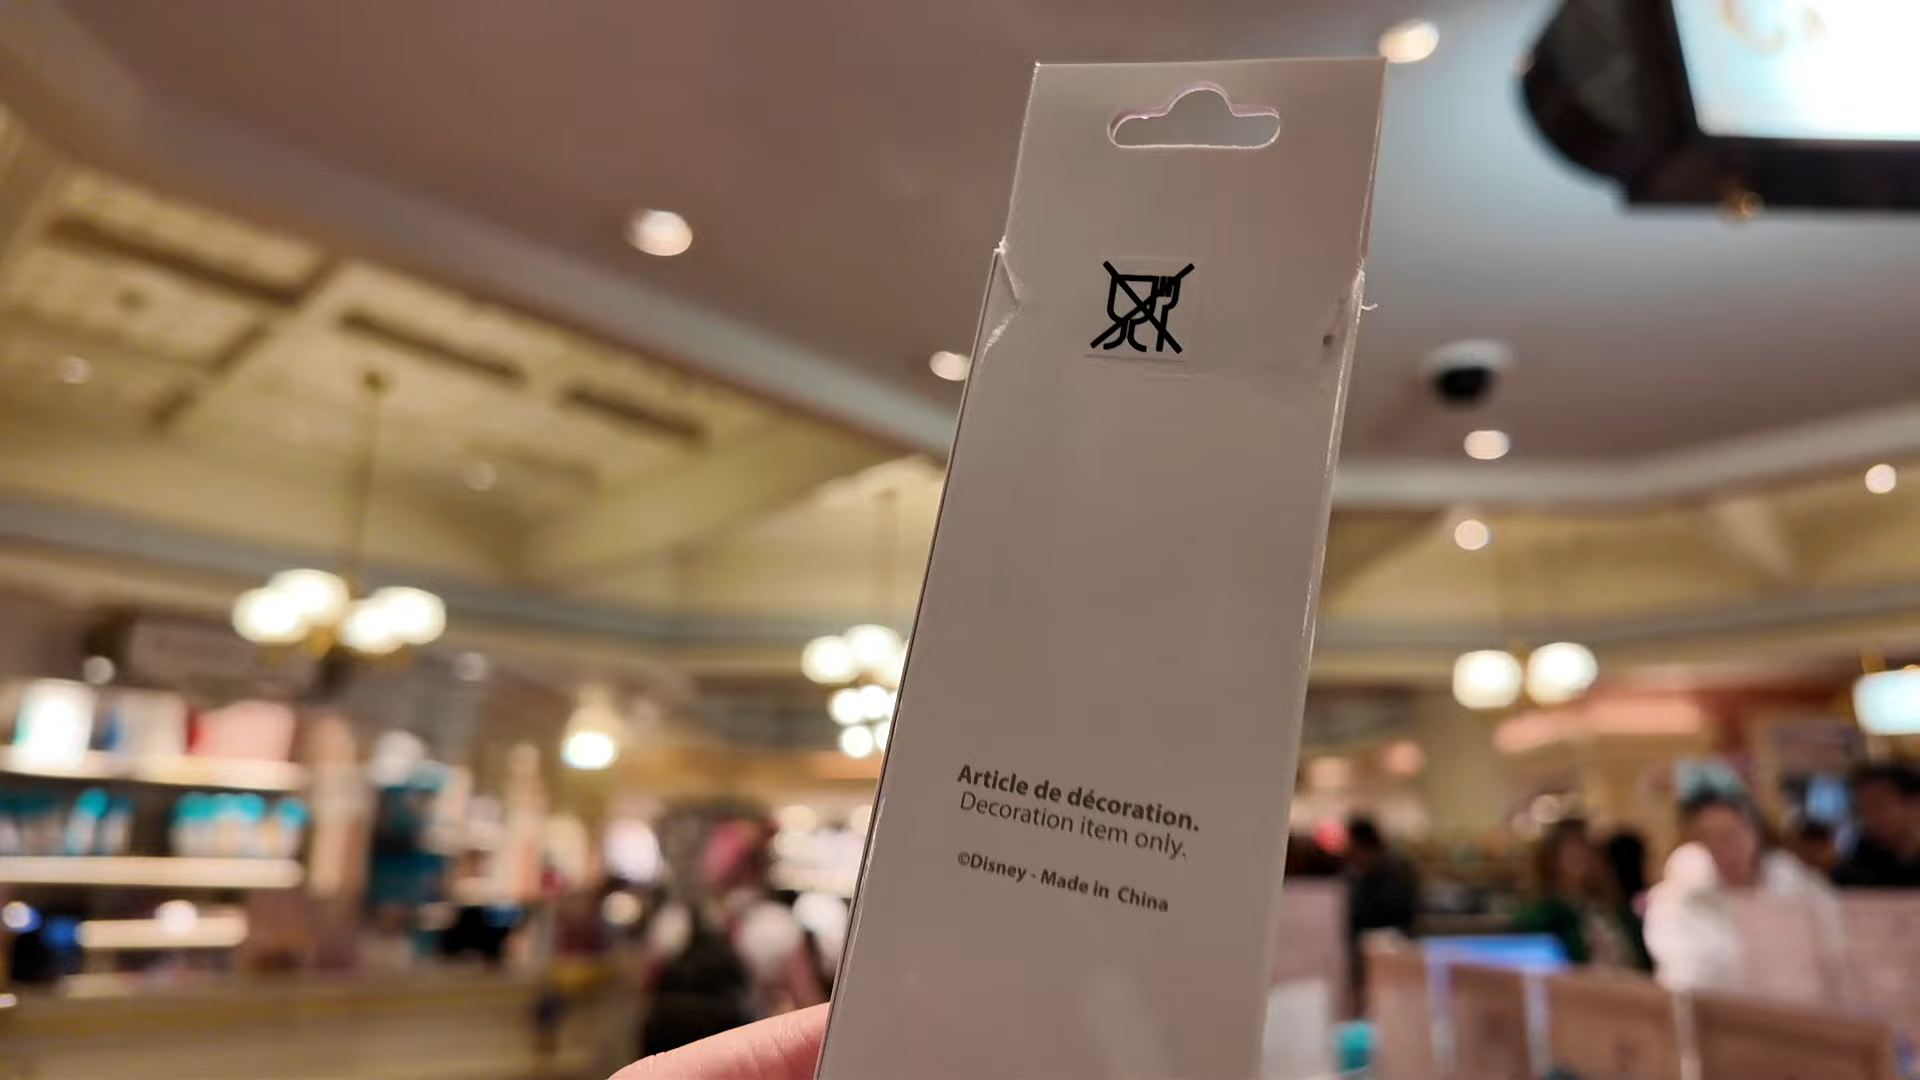 Article de décoration.
Decoration item only.
©Disney - Made in China